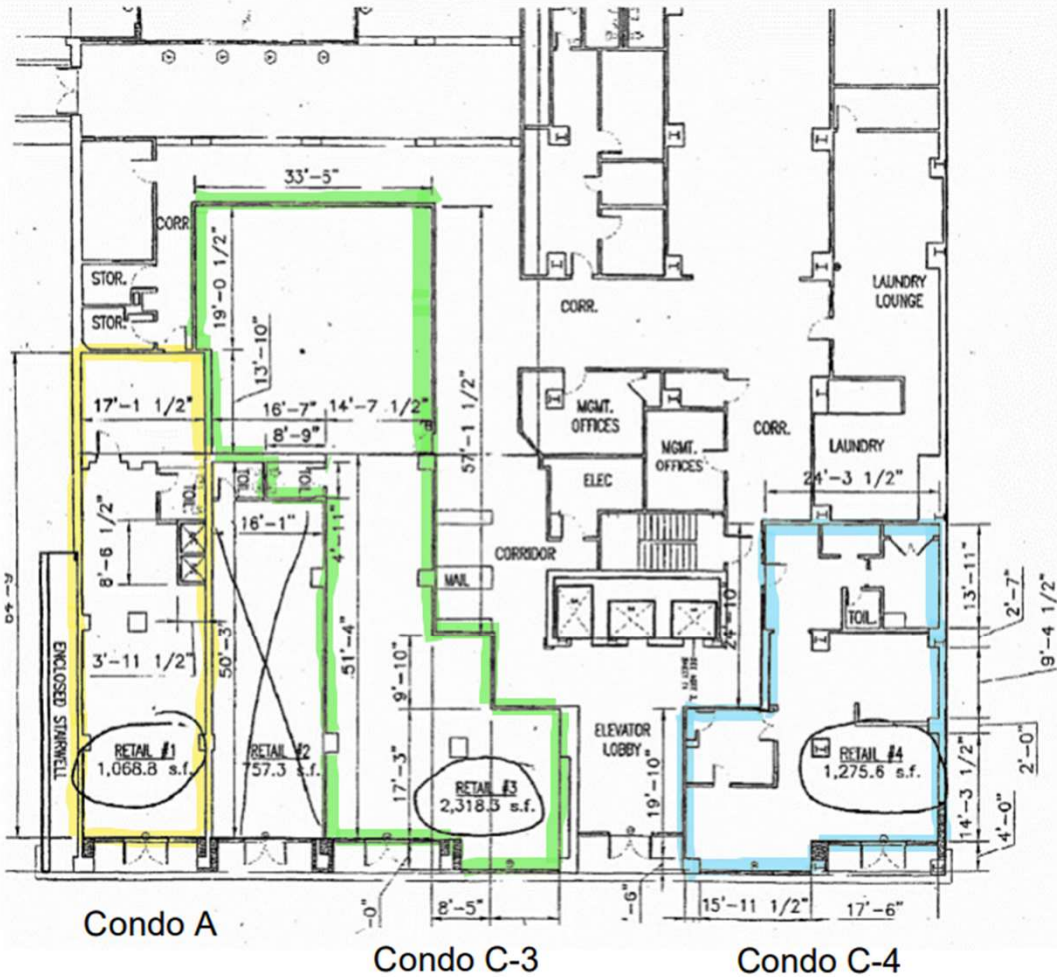 33'-5"
CORR.
19'-0 1/2"
STOR.
STOR.
13'-10"
17'-1 1/2"
16'-7"
14'-7 1/2"
8'-9"
57'-1 1/2"
CORR.
LAUNDRY
LOUNGE
MGMT.
OFFICES
MGMT.
OFFICES
CORR.
LAUNDRY
ELEC
24'-3 1/2"
TOIL.
TOIL.
16'-1"
4'-11"
8'-6 1/2"
CORRIDOR
MAIL
24'-10"
13'-11"
2'-7"
9'-4 1/2"
TOIL.
3'-11 1/2"
50'-3"
51'-4"
9'-10"
ENCLOSED STAIRWELL
RETAIL #1
1,068.8 s.f.
RETAIL #2
757.3 s.f.
17'-3"
RETAIL #3
2,318.3 s.f.
ELEVATOR
LOBBY
19'-10"
RETAIL #4
1,275.6 s.f.
14'-3 1/2"
2'-0"
4'-0"
-0"
8'-5"
'-6"
15'-11 1/2"
17'-6"
Condo A
Condo C-3
Condo C-4